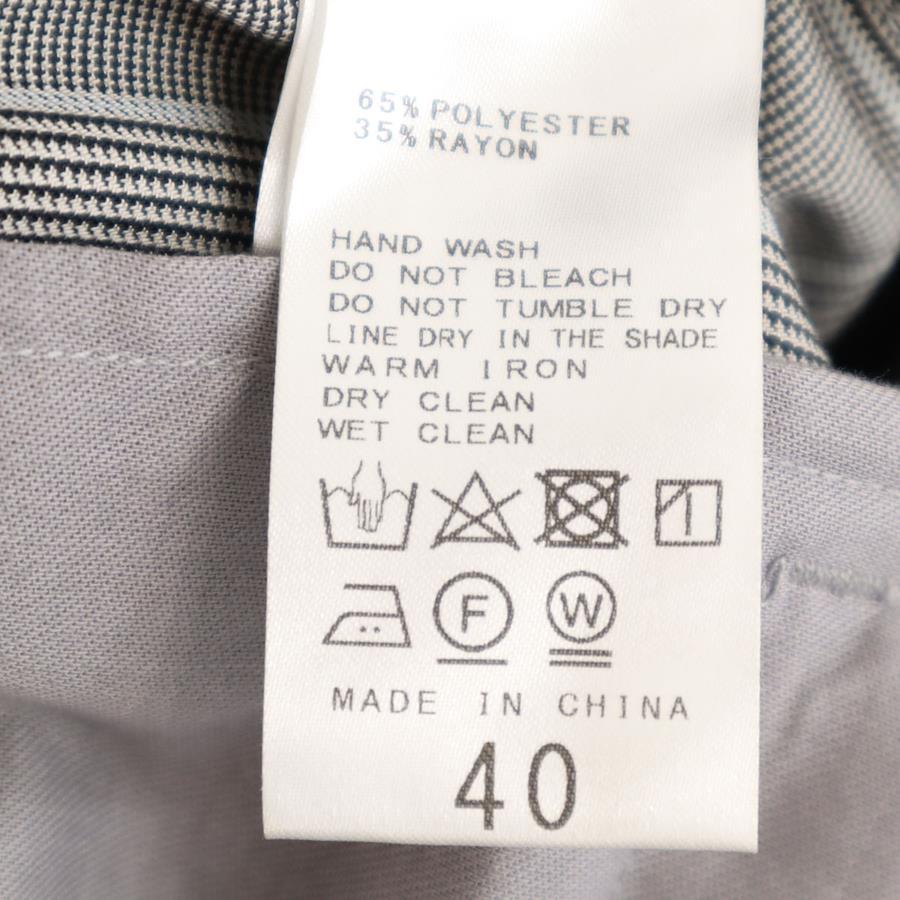 65% POLYESTER
35% RAYON
HAND WASH
DO NOT BLEACH
DO NOT TUMBLE DRY
LINE DRY IN THE SHADE
WARM IRON
DRY CLEAN
WET CLEAN
F W
MADE IN CHINA
40